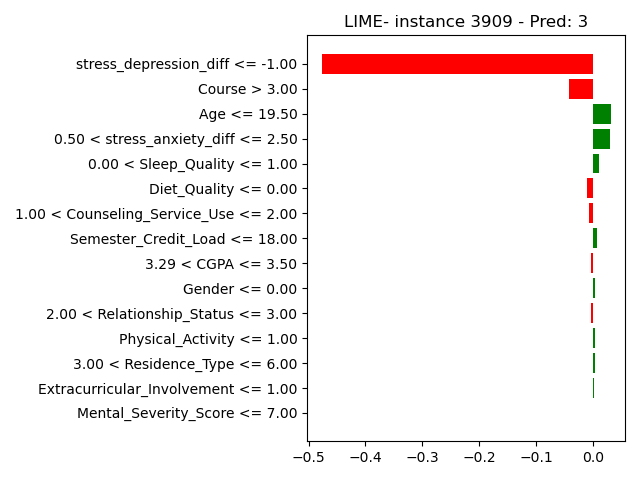 LIME- instance 3909 - Pred: 3
stress_depression_diff <= -1.00
Course > 3.00
Age <= 19.50
0.50 < stress_anxiety_diff <= 2.50
0.00 < Sleep_Quality <= 1.00
Diet_Quality <= 0.00
1.00 < Counseling_Service_Use <= 2.00
Semester_Credit_Load <= 18.00
3.29 < CGPA <= 3.50
Gender <= 0.00
2.00 < Relationship_Status <= 3.00
Physical_Activity <= 1.00
3.00 < Residence_Type <= 6.00
Extracurricular_Involvement <= 1.00
Mental_Severity_Score <= 7.00
−0.5 −0.4 −0.3 −0.2 −0.1 0.0